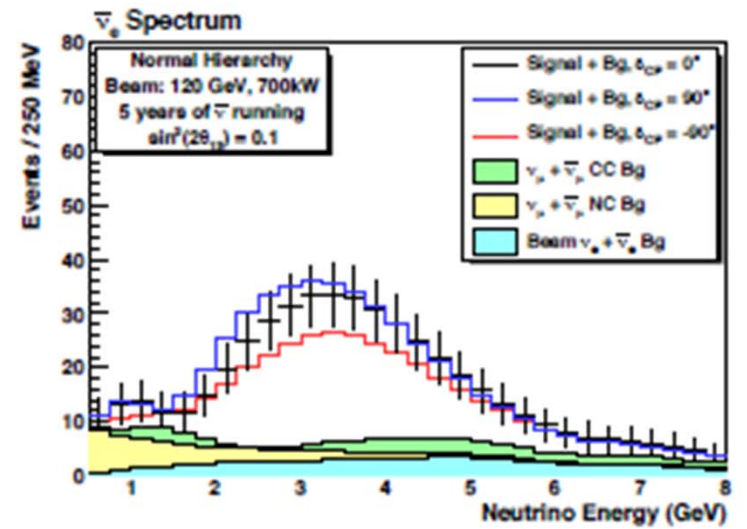 ν̄e Spectrum
Events / 250 MeV
80
70
60
50
40
30
20
10
0
Normal Hierarchy
Beam: 120 GeV, 700kW
5 years of ν̄ running
sin²(2θ₁₃) = 0.1
Signal + Bg, δCP = 0°
Signal + Bg, δCP = 90°
Signal + Bg, δCP = -90°
νμ + ν̄μ CC Bg
νμ + ν̄μ NC Bg
Beam νe + ν̄e Bg
1 2 3 4 5 6 7 8
Neutrino Energy (GeV)